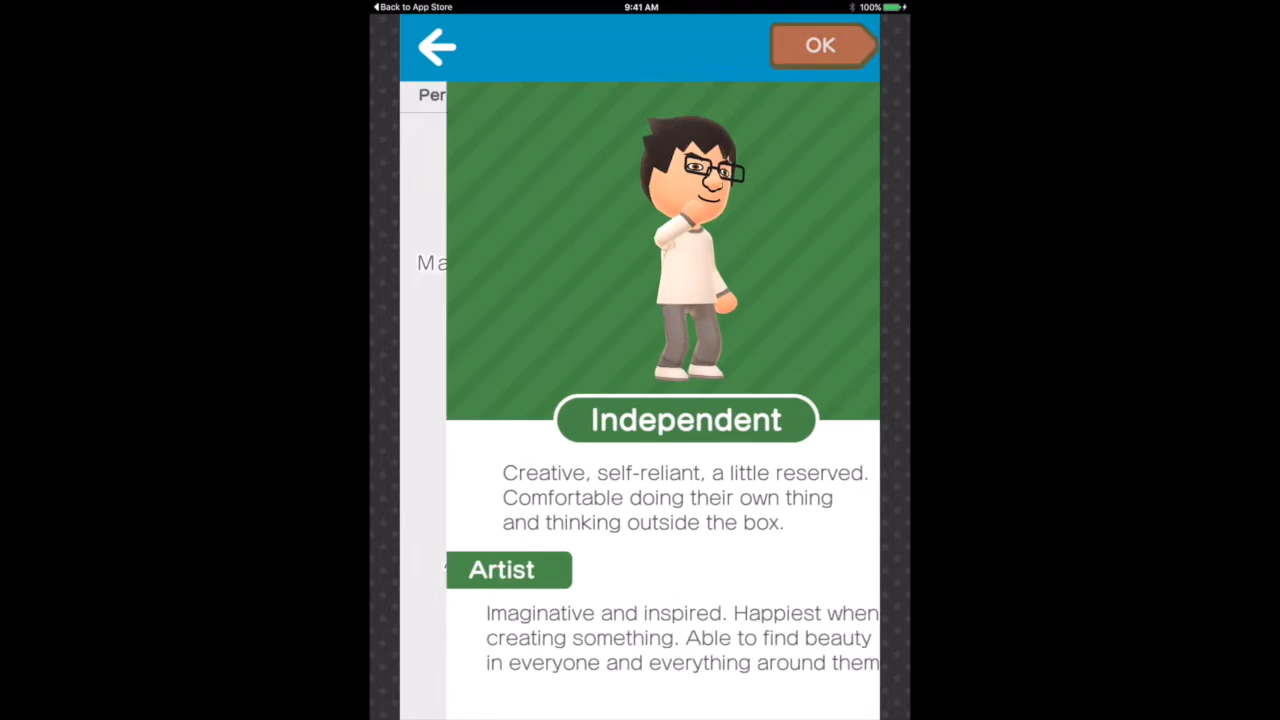 Back to App Store
9:41 AM
100%
OK
Per
Ma
Independent
Creative, self-reliant, a little reserved.
Comfortable doing their own thing
and thinking outside the box.
Artist
Imaginative and inspired. Happiest when
creating something. Able to find beauty
in everyone and everything around them